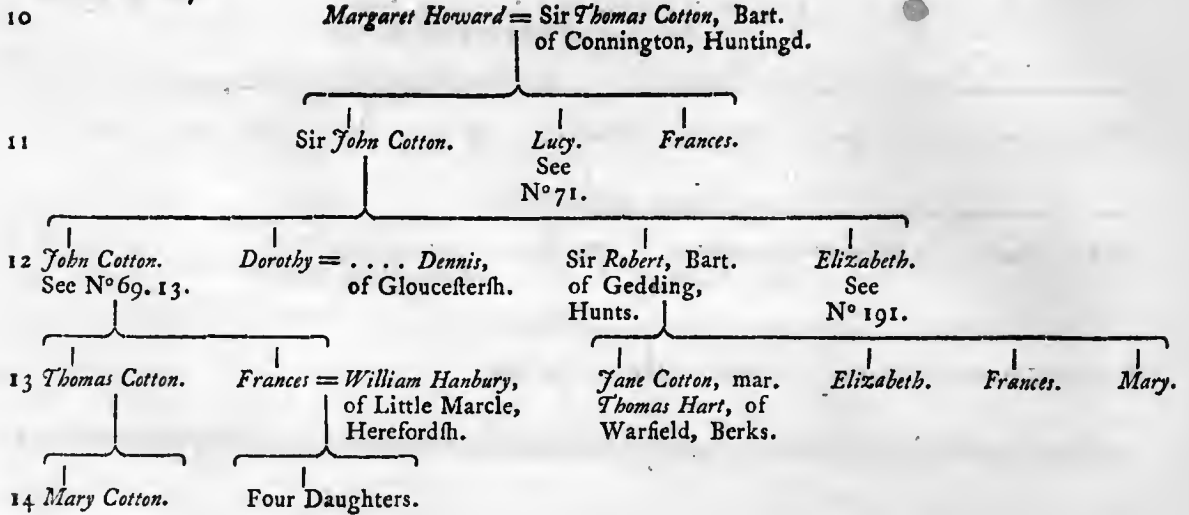 10 Margaret Howard = Sir Thomas Cotton, Bart.
of Connington, Huntingd.
11 Sir John Cotton. Lucy. Frances.
See
N° 71.
12 John Cotton. Dorothy = .... Dennis, Sir Robert, Bart. Elizabeth.
See N° 69. 13. of Glouceſterſh. of Gedding, See
Hunts. N° 191.
13 Thomas Cotton. Frances = William Hanbury, Jane Cotton, mar. Elizabeth. Frances. Mary.
of Little Marcle, Thomas Hart, of
Herefordſh. Warfield, Berks.
14 Mary Cotton. Four Daughters.